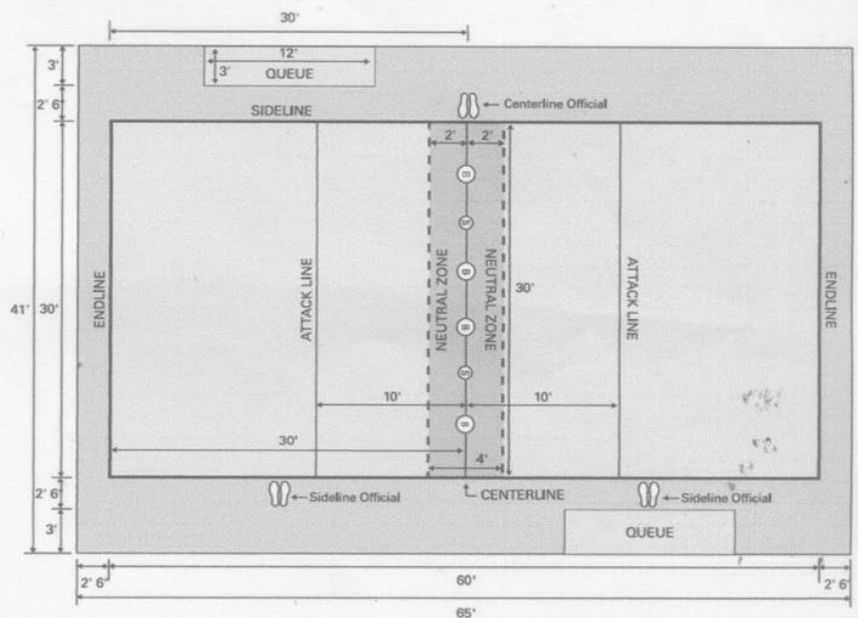 30'
12'
3'
QUEUE
3'
2' 6"
SIDELINE
Centerline Official
2'
2'
B
S
B
B
S
B
NEUTRAL ZONE
NEUTRAL ZONE
ATTACK LINE
ATTACK LINE
ENDLINE
ENDLINE
41'
30'
30'
10'
10'
30'
4'
Sideline Official
CENTERLINE
Sideline Official
2' 6"
3'
QUEUE
2' 6"
60'
2' 6"
65'